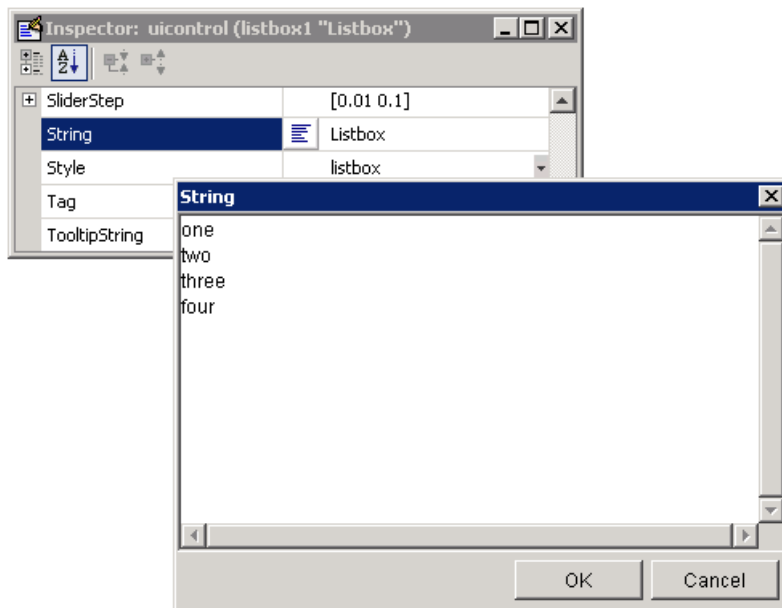 Inspector: uicontrol (listbox1 "Listbox")
SliderStep [0.01 0.1]
String Listbox
Style listbox
Tag
TooltipString
String
one
two
three
four
OK Cancel